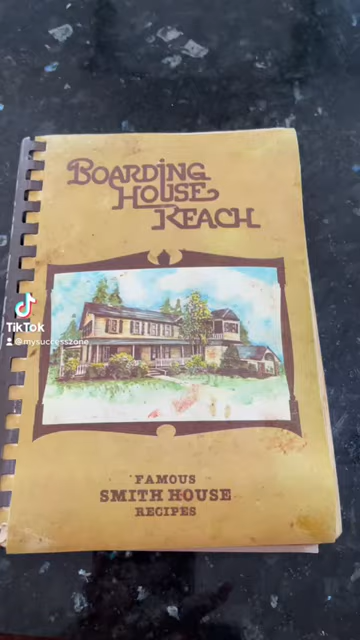 BOARDING
HOUSE
REACH
TikTok
@mysuccesszone
FAMOUS
SMITH HOUSE
RECIPES